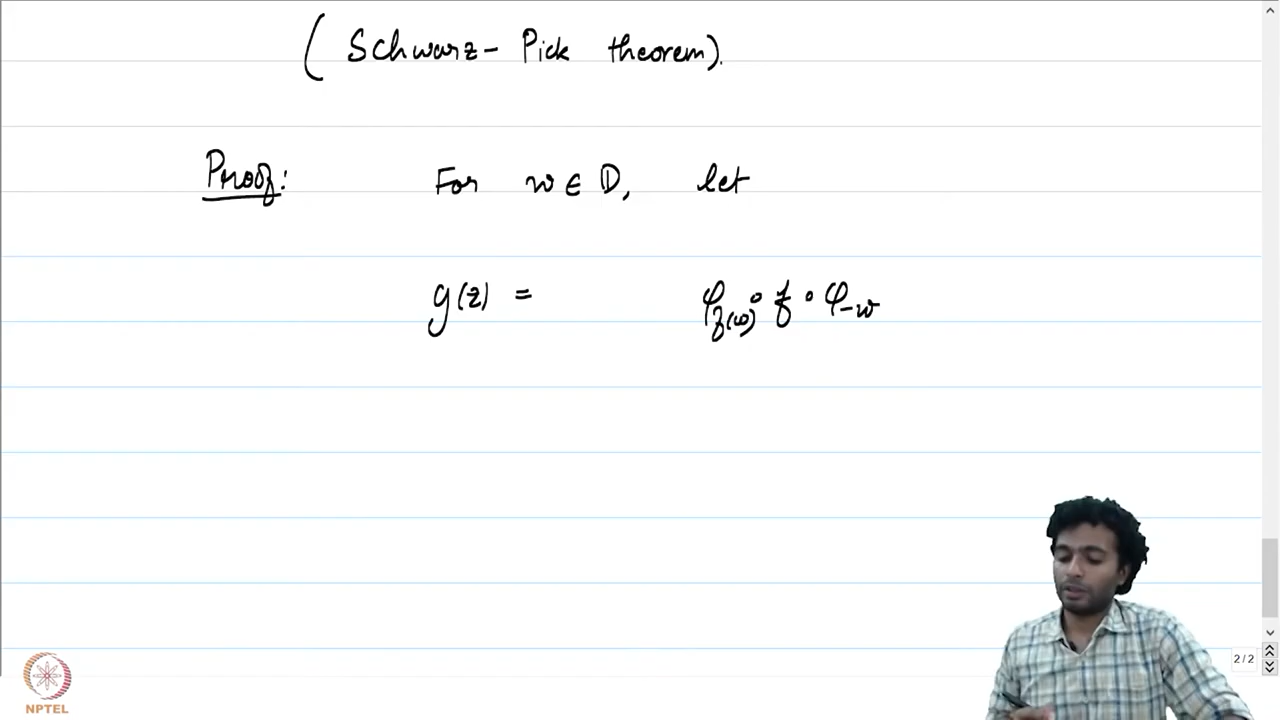 ( Schwarz - Pick theorem).
Proof: For w ∈ D, let
g(z) = φ_{f(w)} ∘ f ∘ φ_{-w}
2 / 2
NPTEL